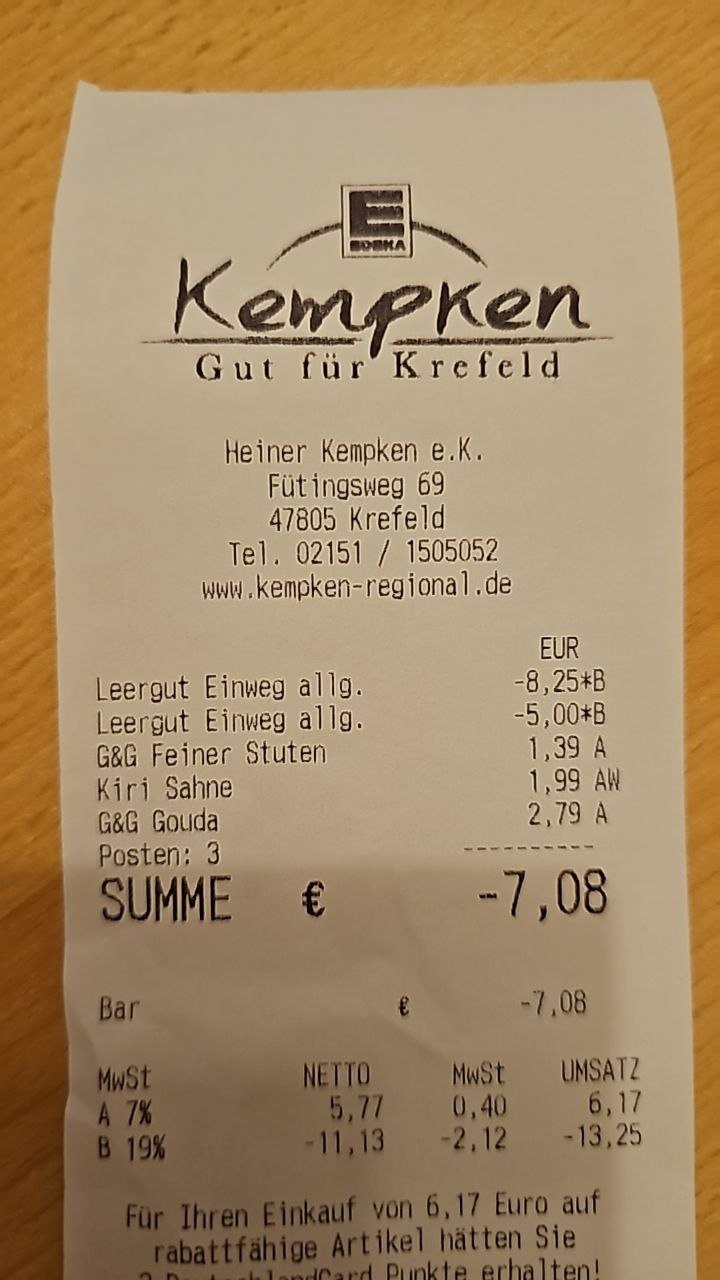 EDEKA
Kempken
Gut für Krefeld
Heiner Kempken e.K.
Fütingsweg 69
47805 Krefeld
Tel. 02151 / 1505052
www.kempken-regional.de
EUR
Leergut Einweg allg. -8,25*B
Leergut Einweg allg. -5,00*B
G&G Feiner Stuten 1,39 A
Kiri Sahne 1,99 AW
G&G Gouda 2,79 A
Posten: 3 ----------
SUMME € -7,08
Bar € -7,08
MwSt NETTO MwSt UMSATZ
A 7% 5,77 0,40 6,17
B 19% -11,13 -2,12 -13,25
Für Ihren Einkauf von 6,17 Euro auf
rabattfähige Artikel hätten Sie
DeutschlandCard Punkte erhalten!